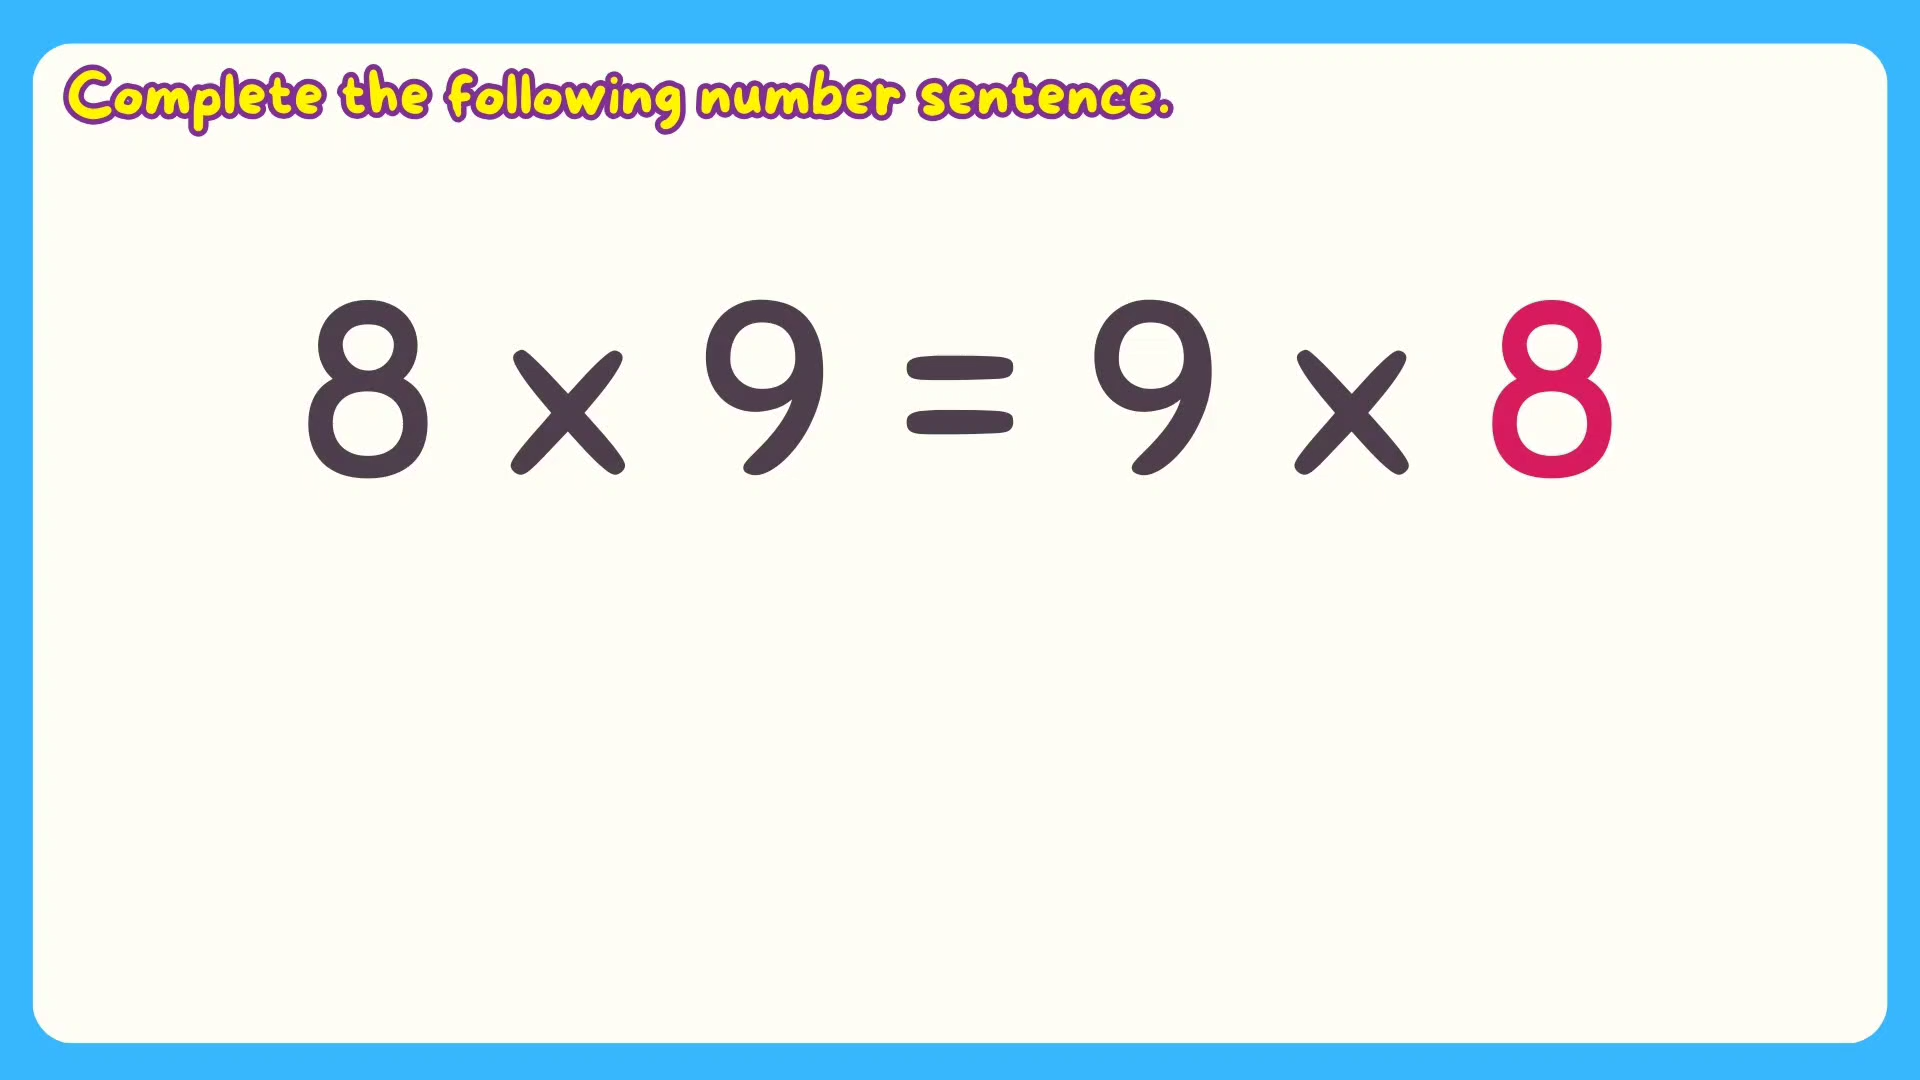 Complete the following number sentence.
8 × 9 = 9 × 8